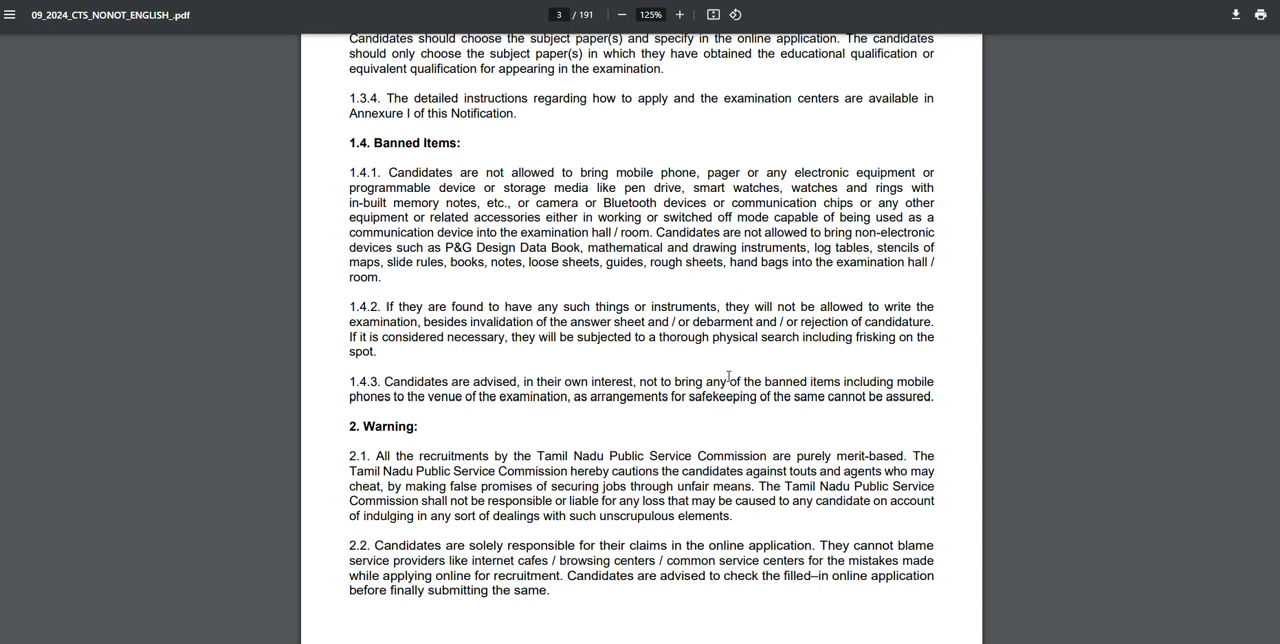 09_2024_CTS_NONOT_ENGLISH_.pdf
3 / 191
125%
Candidates should choose the subject paper(s) and specify in the online application. The candidates
should only choose the subject paper(s) in which they have obtained the educational qualification or
equivalent qualification for appearing in the examination.
1.3.4. The detailed instructions regarding how to apply and the examination centers are available in
Annexure I of this Notification.
1.4. Banned Items:
1.4.1. Candidates are not allowed to bring mobile phone, pager or any electronic equipment or
programmable device or storage media like pen drive, smart watches, watches and rings with
in-built memory notes, etc., or camera or Bluetooth devices or communication chips or any other
equipment or related accessories either in working or switched off mode capable of being used as a
communication device into the examination hall / room. Candidates are not allowed to bring non-electronic
devices such as P&G Design Data Book, mathematical and drawing instruments, log tables, stencils of
maps, slide rules, books, notes, loose sheets, guides, rough sheets, hand bags into the examination hall /
room.
1.4.2. If they are found to have any such things or instruments, they will not be allowed to write the
examination, besides invalidation of the answer sheet and / or debarment and / or rejection of candidature.
If it is considered necessary, they will be subjected to a thorough physical search including frisking on the
spot.
1.4.3. Candidates are advised, in their own interest, not to bring any of the banned items including mobile
phones to the venue of the examination, as arrangements for safekeeping of the same cannot be assured.
2. Warning:
2.1. All the recruitments by the Tamil Nadu Public Service Commission are purely merit-based. The
Tamil Nadu Public Service Commission hereby cautions the candidates against touts and agents who may
cheat, by making false promises of securing jobs through unfair means. The Tamil Nadu Public Service
Commission shall not be responsible or liable for any loss that may be caused to any candidate on account
of indulging in any sort of dealings with such unscrupulous elements.
2.2. Candidates are solely responsible for their claims in the online application. They cannot blame
service providers like internet cafes / browsing centers / common service centers for the mistakes made
while applying online for recruitment. Candidates are advised to check the filled–in online application
before finally submitting the same.